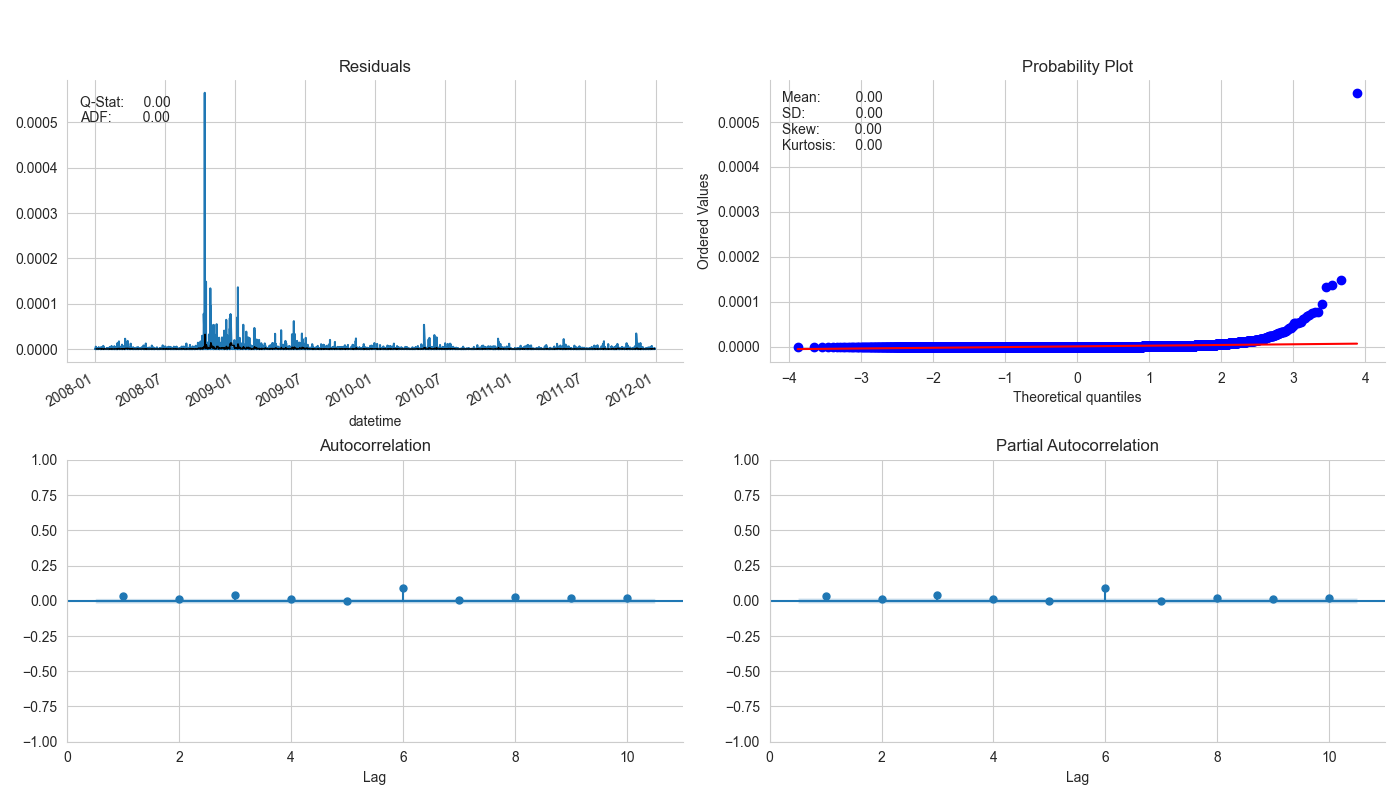 Residuals
Q-Stat: 0.00
ADF: 0.00
0.0005
0.0004
0.0003
0.0002
0.0001
0.0000
2008-01 2008-07 2009-01 2009-07 2010-01 2010-07 2011-01 2011-07 2012-01
datetime
Probability Plot
Mean: 0.00
SD: 0.00
Skew: 0.00
Kurtosis: 0.00
Ordered Values
0.0005
0.0004
0.0003
0.0002
0.0001
0.0000
−4 −3 −2 −1 0 1 2 3 4
Theoretical quantiles
Autocorrelation
1.00
0.75
0.50
0.25
0.00
−0.25
−0.50
−0.75
−1.00
0 2 4 6 8 10
Lag
Partial Autocorrelation
1.00
0.75
0.50
0.25
0.00
−0.25
−0.50
−0.75
−1.00
0 2 4 6 8 10
Lag